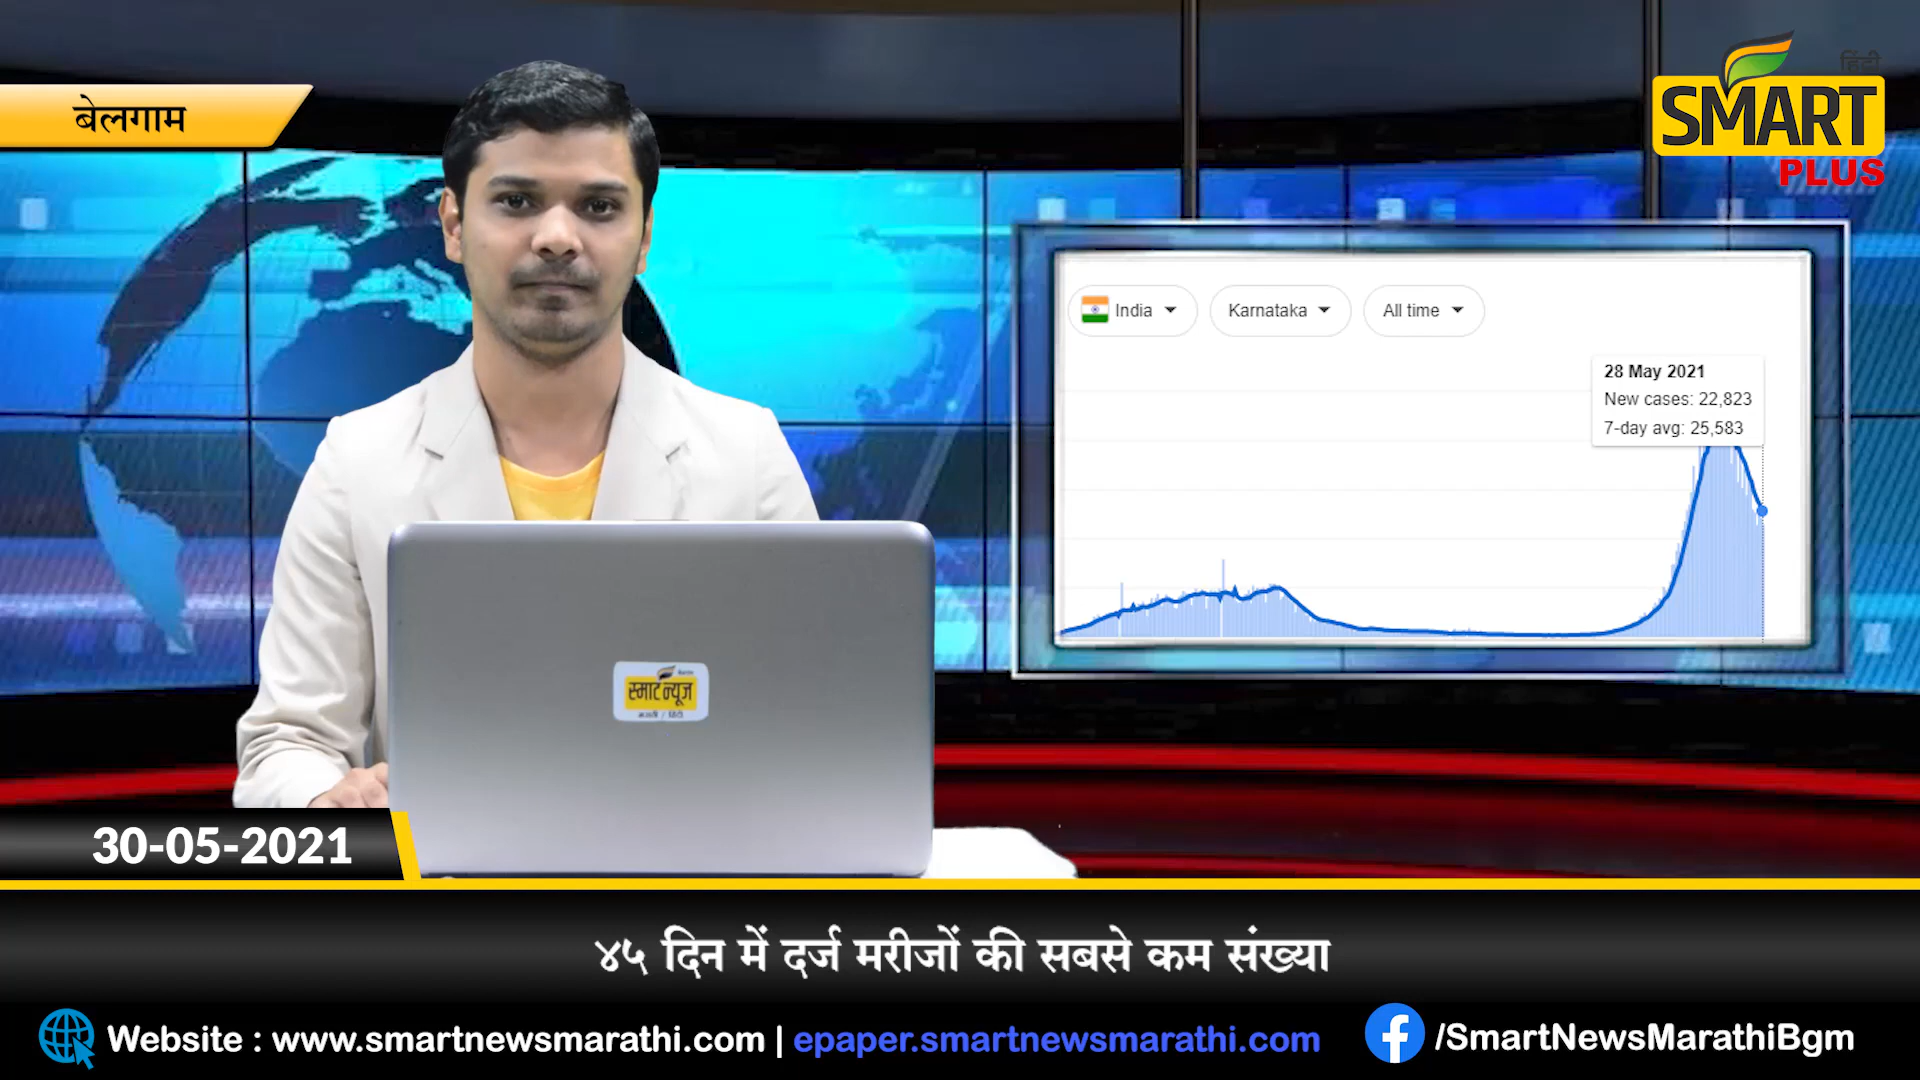 हिंदी
SMART
PLUS
बेलगाम
India
Karnataka
All time
28 May 2021
New cases: 22,823
7-day avg: 25,583
स्मार्ट न्यूज
मराठी / हिंदी
30-05-2021
४५ दिन में दर्ज मरीजों की सबसे कम संख्या
Website : www.smartnewsmarathi.com | epaper.smartnewsmarathi.com
/SmartNewsMarathiBgm